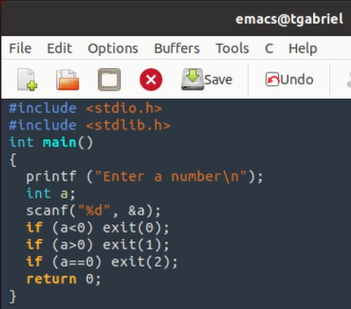 emacs@tgabriel
File Edit Options Buffers Tools C Help
Save Undo
#include <stdio.h>
#include <stdlib.h>
int main()
{
  printf ("Enter a number\n");
  int a;
  scanf("%d", &a);
  if (a<0) exit(0);
  if (a>0) exit(1);
  if (a==0) exit(2);
  return 0;
}